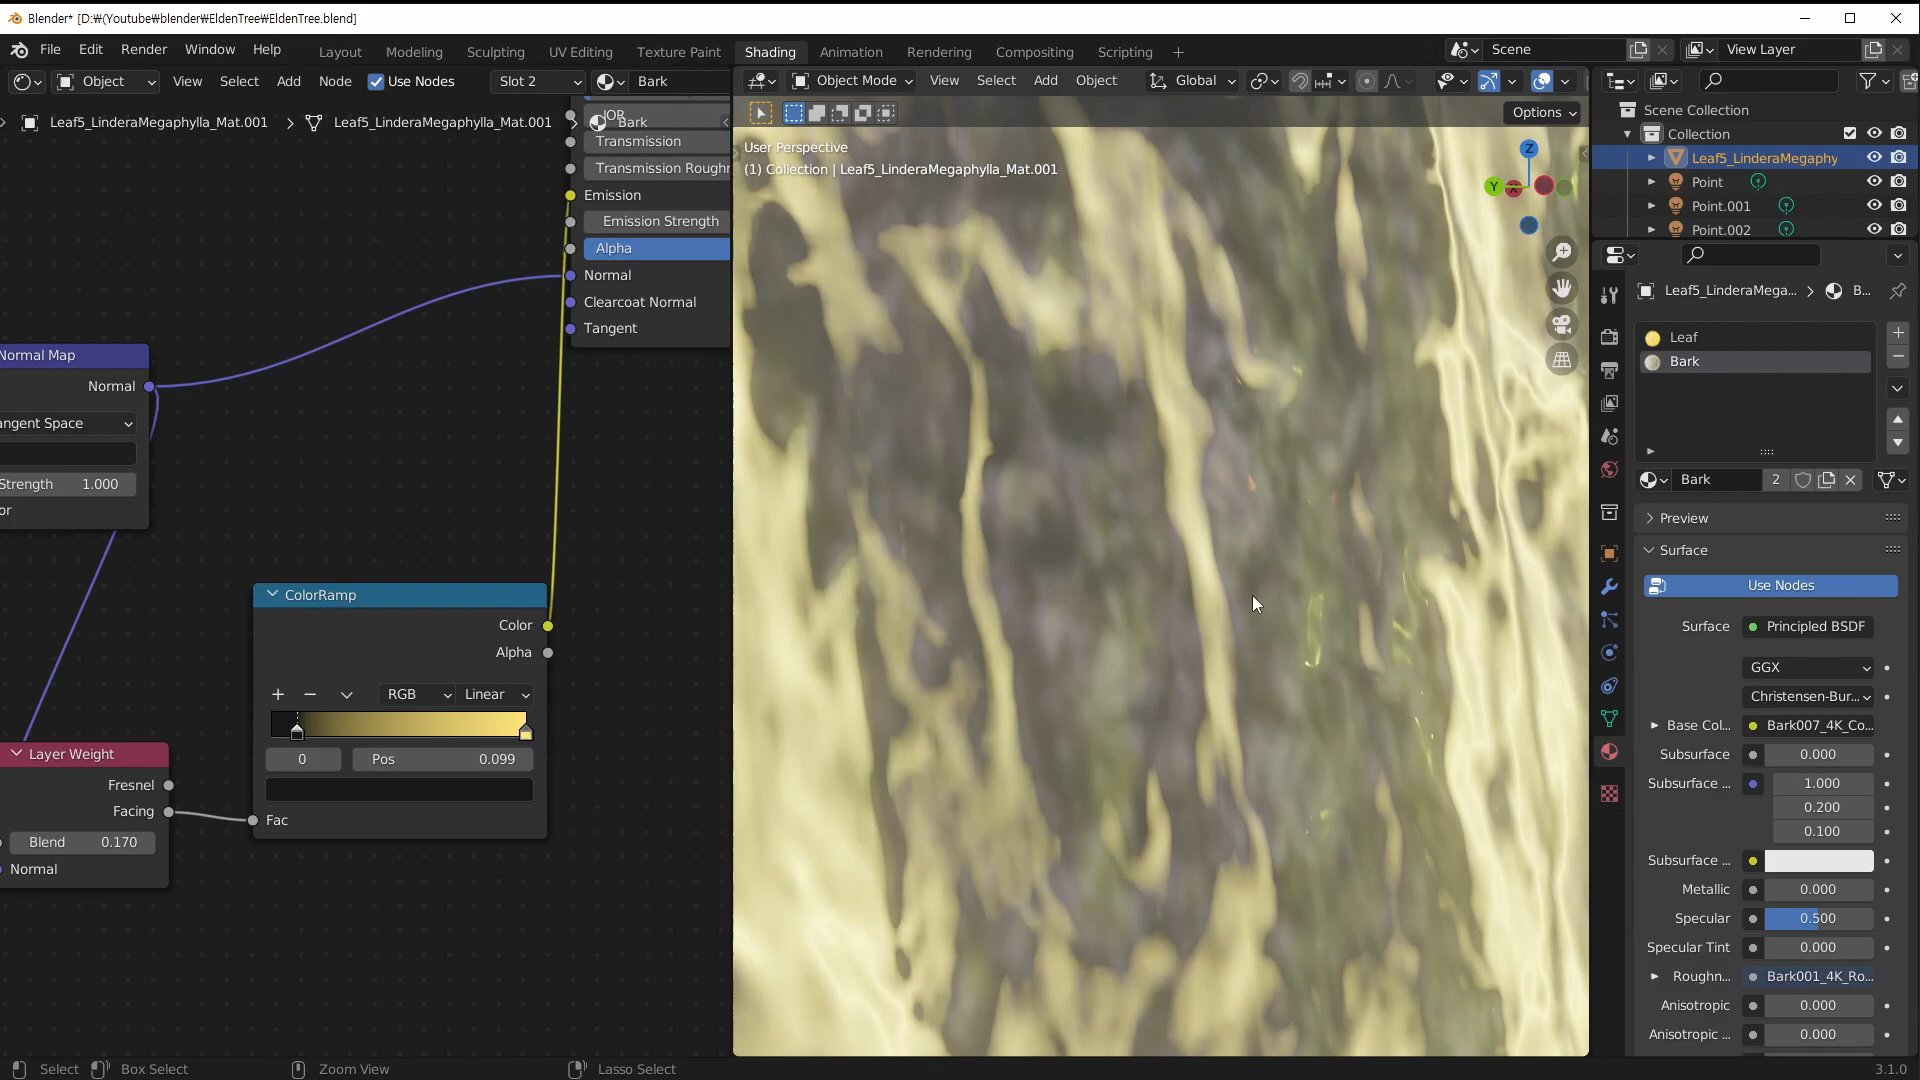 Blender* [D:₩(Youtube₩blender₩EldenTree₩EldenTree.blend]
File Edit Render Window Help
Layout Modeling Sculpting UV Editing Texture Paint Shading Animation Rendering Compositing Scripting +
Scene
View Layer
Object View Select Add Node Use Nodes Slot 2 Bark
Object Mode View Select Add Object Global
Options
Leaf5_LinderaMegaphylla_Mat.001 > Leaf5_LinderaMegaphylla_Mat.001 > Bark
IOR
Transmission
Transmission Roughn
Emission
Emission Strength
Alpha
Normal
Clearcoat Normal
Tangent
Normal Map
Normal
angent Space
Strength 1.000
or
ColorRamp
Color
Alpha
RGB Linear
0 Pos 0.099
Fac
Layer Weight
Fresnel
Facing
Blend 0.170
Normal
User Perspective
(1) Collection | Leaf5_LinderaMegaphylla_Mat.001
Z
Y
X
Scene Collection
Collection
Leaf5_LinderaMegaphy
Point
Point.001
Point.002
Leaf5_LinderaMega... > B...
Leaf
Bark
Bark 2
Preview
Surface
Use Nodes
Surface Principled BSDF
GGX
Christensen-Bur...
Base Col... Bark007_4K_Co...
Subsurface 0.000
Subsurface ... 1.000
0.200
0.100
Subsurface ...
Metallic 0.000
Specular 0.500
Specular Tint 0.000
Roughn... Bark001_4K_Ro...
Anisotropic 0.000
Anisotropic ... 0.000
Select Box Select Zoom View Lasso Select
3.1.0